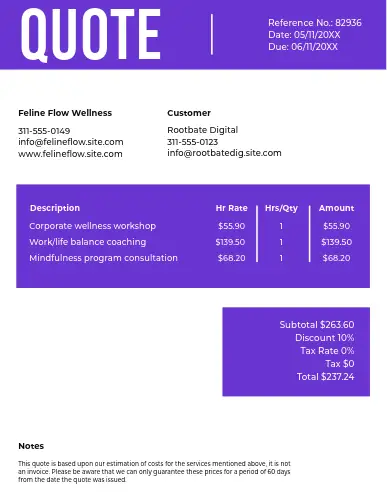 QUOTE
Reference No.: 82936
Date: 05/11/20XX
Due: 06/11/20XX
Feline Flow Wellness
311-555-0149
info@felineflow.site.com
www.felineflow.site.com
Customer
Rootbate Digital
311-555-0123
info@rootbatedig.site.com
Description Hr Rate Hrs/Qty Amount
Corporate wellness workshop $55.90 1 $55.90
Work/life balance coaching $139.50 1 $139.50
Mindfulness program consultation $68.20 1 $68.20
Subtotal $263.60
Discount 10%
Tax Rate 0%
Tax $0
Total $237.24
Notes
This quote is based upon our estimation of costs for the services mentioned above, it is not
an invoice. Please be aware that we can only guarantee these prices for a period of 60 days
from the date the quote was issued.